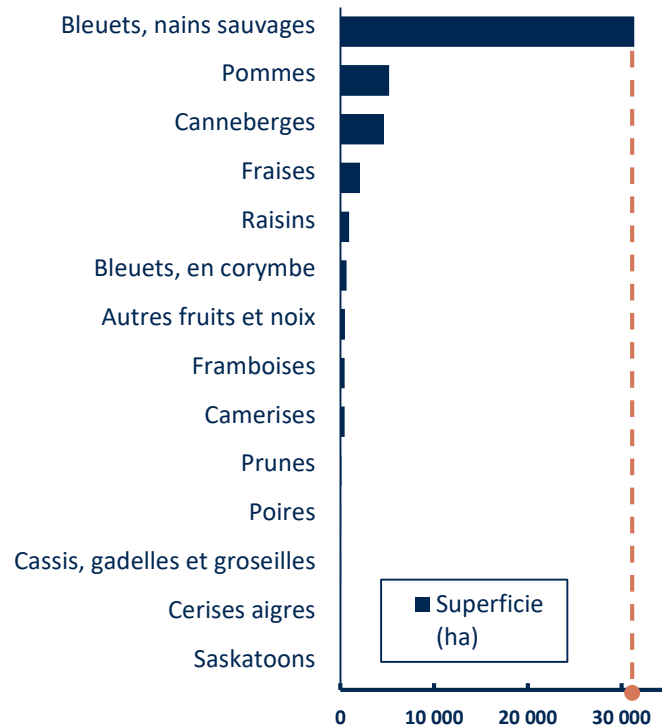 Bleuets, nains sauvages
Pommes
Canneberges
Fraises
Raisins
Bleuets, en corymbe
Autres fruits et noix
Framboises
Camerises
Prunes
Poires
Cassis, gadelles et groseilles
Cerises aigres
Saskatoons
Superficie
(ha)
0 10 000 20 000 30 000